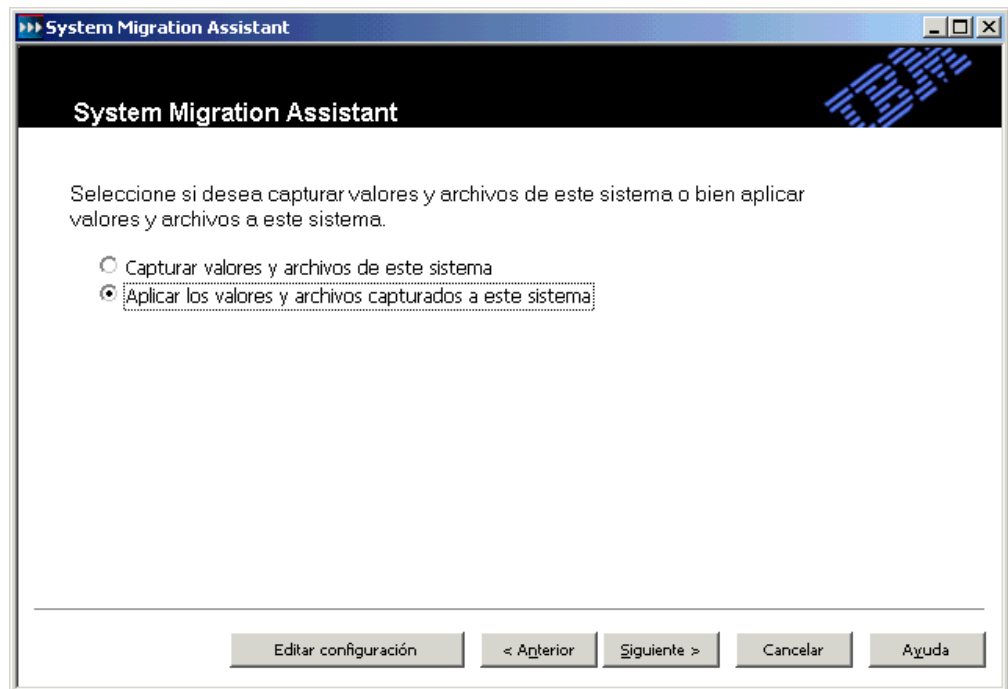 System Migration Assistant
IBM
System Migration Assistant
Seleccione si desea capturar valores y archivos de este sistema o bien aplicar
valores y archivos a este sistema.
Capturar valores y archivos de este sistema
Aplicar los valores y archivos capturados a este sistema
Editar configuración < Anterior Siguiente > Cancelar Ayuda